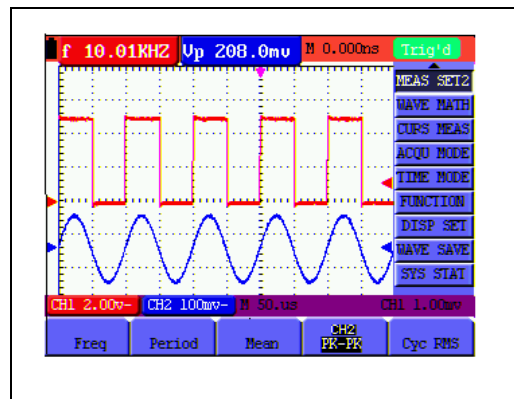 f 10.01KHZ Vp 208.0mv M 0.000ns Trig'd
MEAS SET2
WAVE MATH
CURS MEAS
ACQU MODE
TIME MODE
FUNCTION
DISP SET
WAVE SAVE
SYS STAT
CH1 2.00v- CH2 100mv- M 50.us CH1 1.00mv
Freq Period Mean CH2 PK-PK Cyc RMS